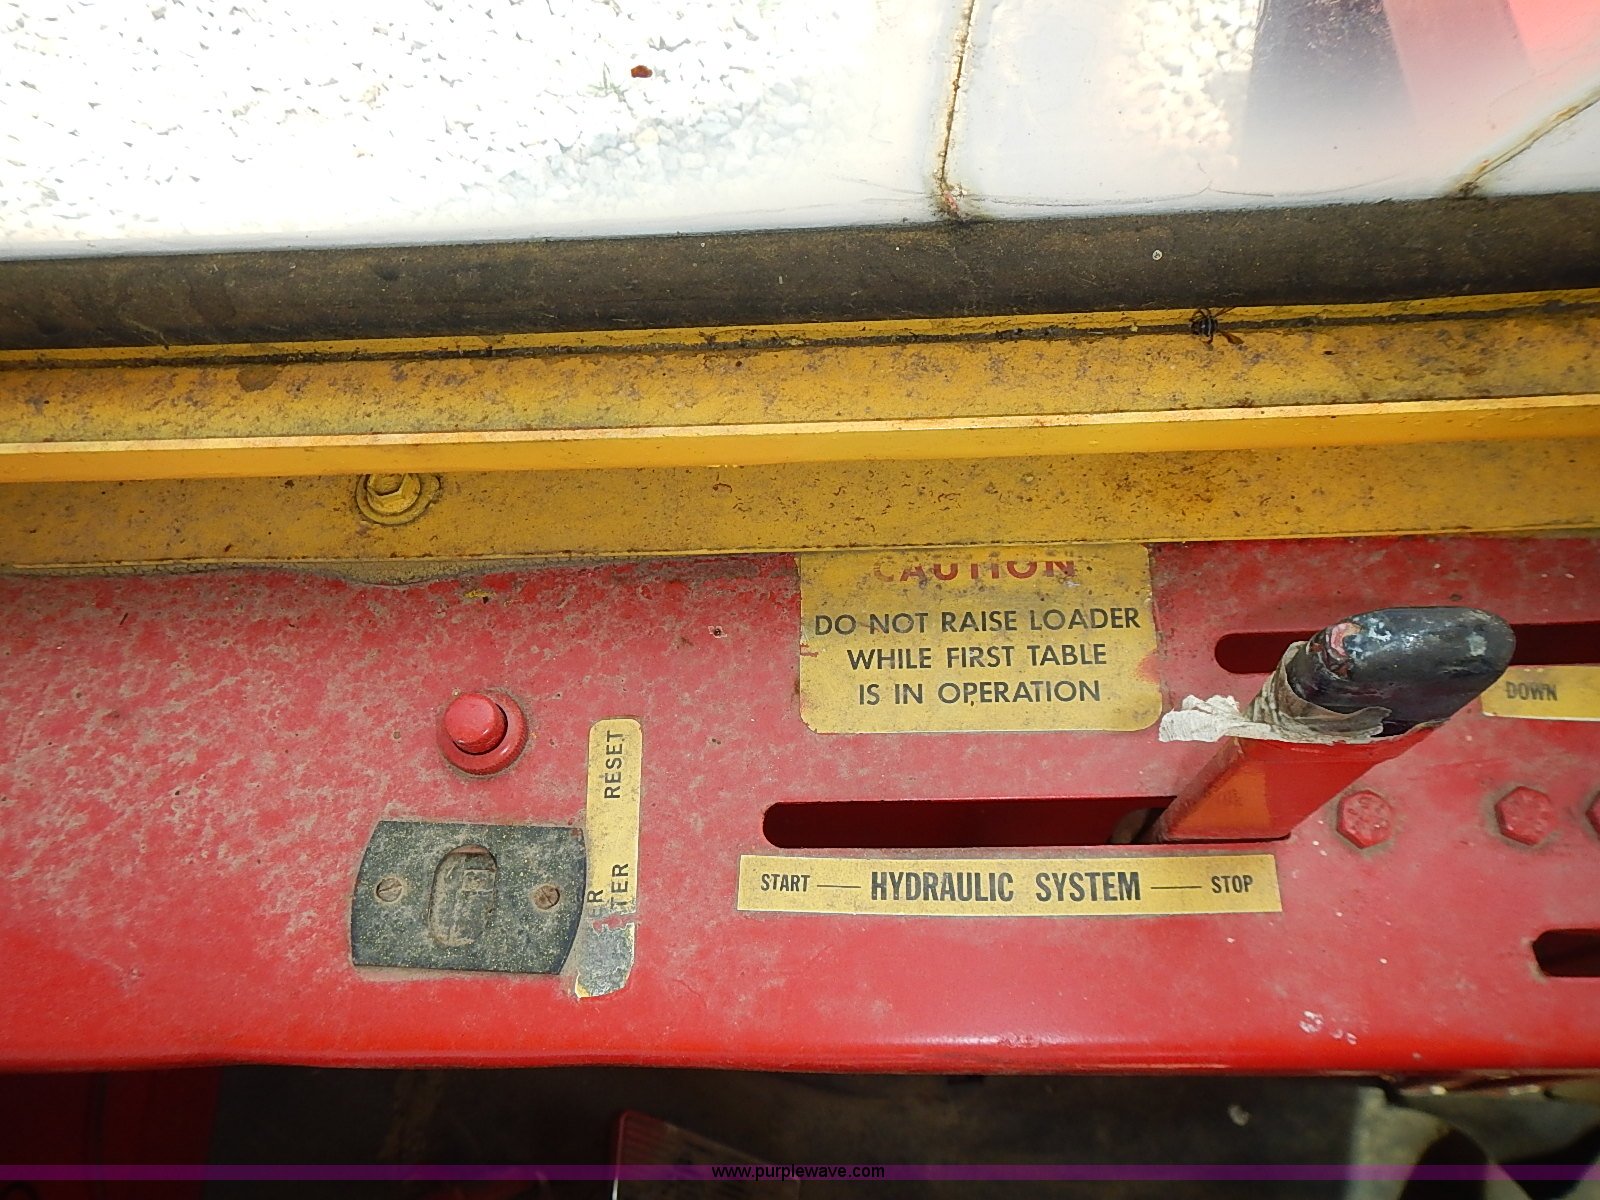 CAUTION
DO NOT RAISE LOADER
WHILE FIRST TABLE
IS IN OPERATION
DOWN
RESET
START — HYDRAULIC SYSTEM — STOP
www.purplewave.com